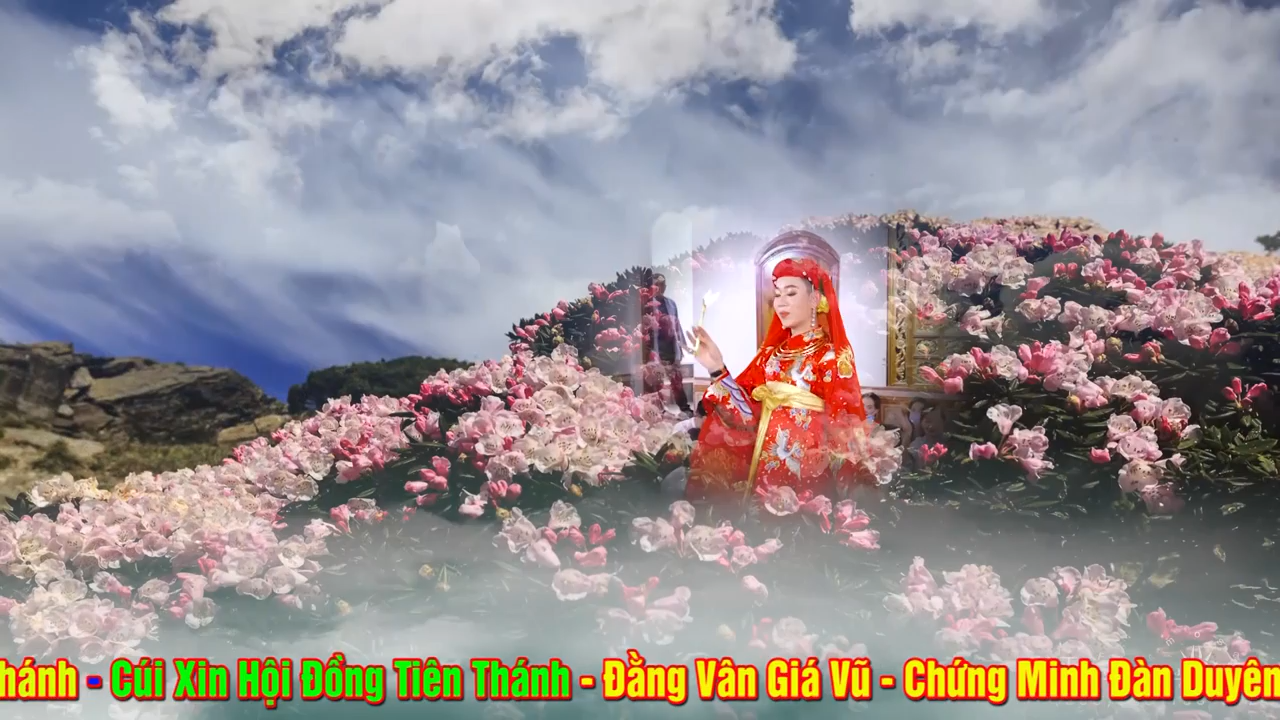 hánh - Cúi Xin Hội Đồng Tiên Thánh - Đằng Vân Giá Vũ - Chứng Minh Đàn Duyên